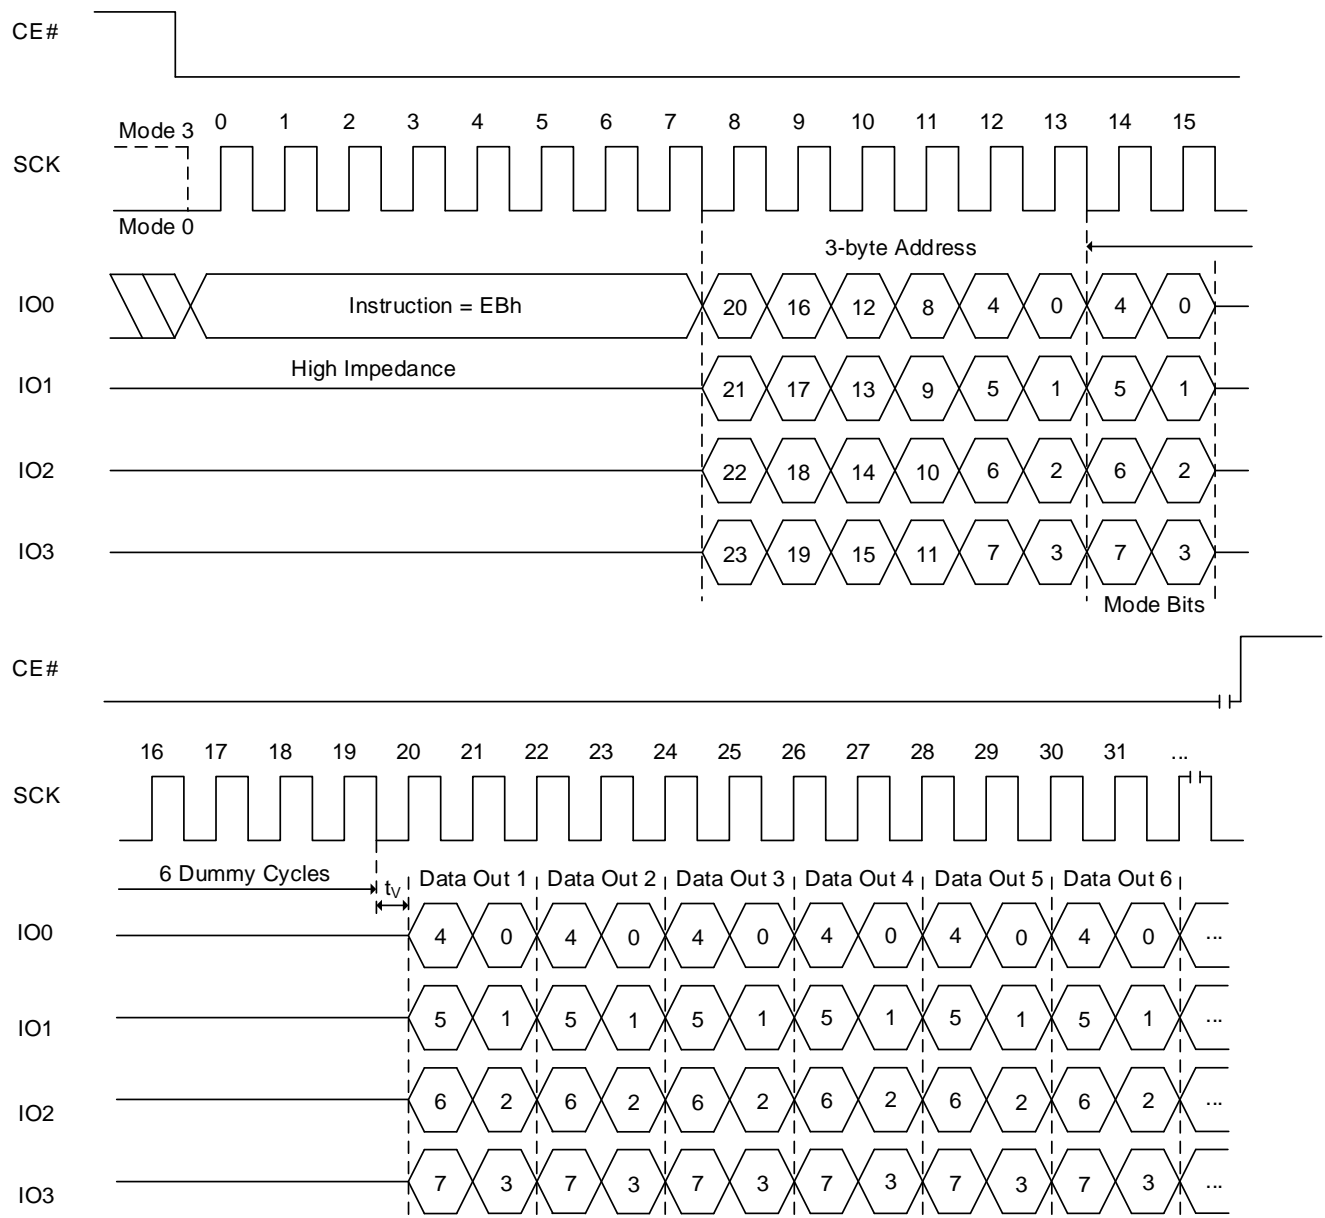 CE#
Mode 3 0 1 2 3 4 5 6 7 8 9 10 11 12 13 14 15
SCK
Mode 0
3-byte Address
IO0 Instruction = EBh 20 16 12 8 4 0 4 0
High Impedance
IO1 21 17 13 9 5 1 5 1
IO2 22 18 14 10 6 2 6 2
IO3 23 19 15 11 7 3 7 3
Mode Bits
CE#
16 17 18 19 20 21 22 23 24 25 26 27 28 29 30 31 ...
SCK
6 Dummy Cycles tV Data Out 1 Data Out 2 Data Out 3 Data Out 4 Data Out 5 Data Out 6
IO0 4 0 4 0 4 0 4 0 4 0 4 0 ...
IO1 5 1 5 1 5 1 5 1 5 1 5 1 ...
IO2 6 2 6 2 6 2 6 2 6 2 6 2 ...
IO3 7 3 7 3 7 3 7 3 7 3 7 3 ...